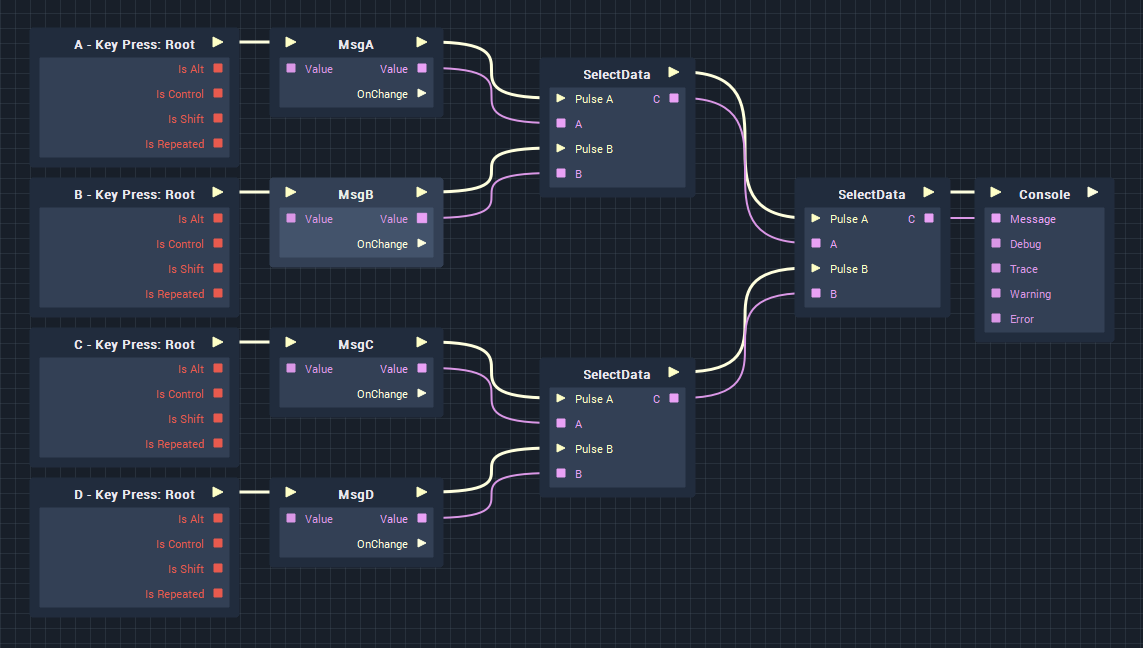 A - Key Press: Root
Is Alt
Is Control
Is Shift
Is Repeated
MsgA
Value Value
OnChange
B - Key Press: Root
Is Alt
Is Control
Is Shift
Is Repeated
MsgB
Value Value
OnChange
C - Key Press: Root
Is Alt
Is Control
Is Shift
Is Repeated
MsgC
Value Value
OnChange
D - Key Press: Root
Is Alt
Is Control
Is Shift
Is Repeated
MsgD
Value Value
OnChange
SelectData
Pulse A C
A
Pulse B
B
SelectData
Pulse A C
A
Pulse B
B
SelectData
Pulse A C
A
Pulse B
B
Console
Message
Debug
Trace
Warning
Error